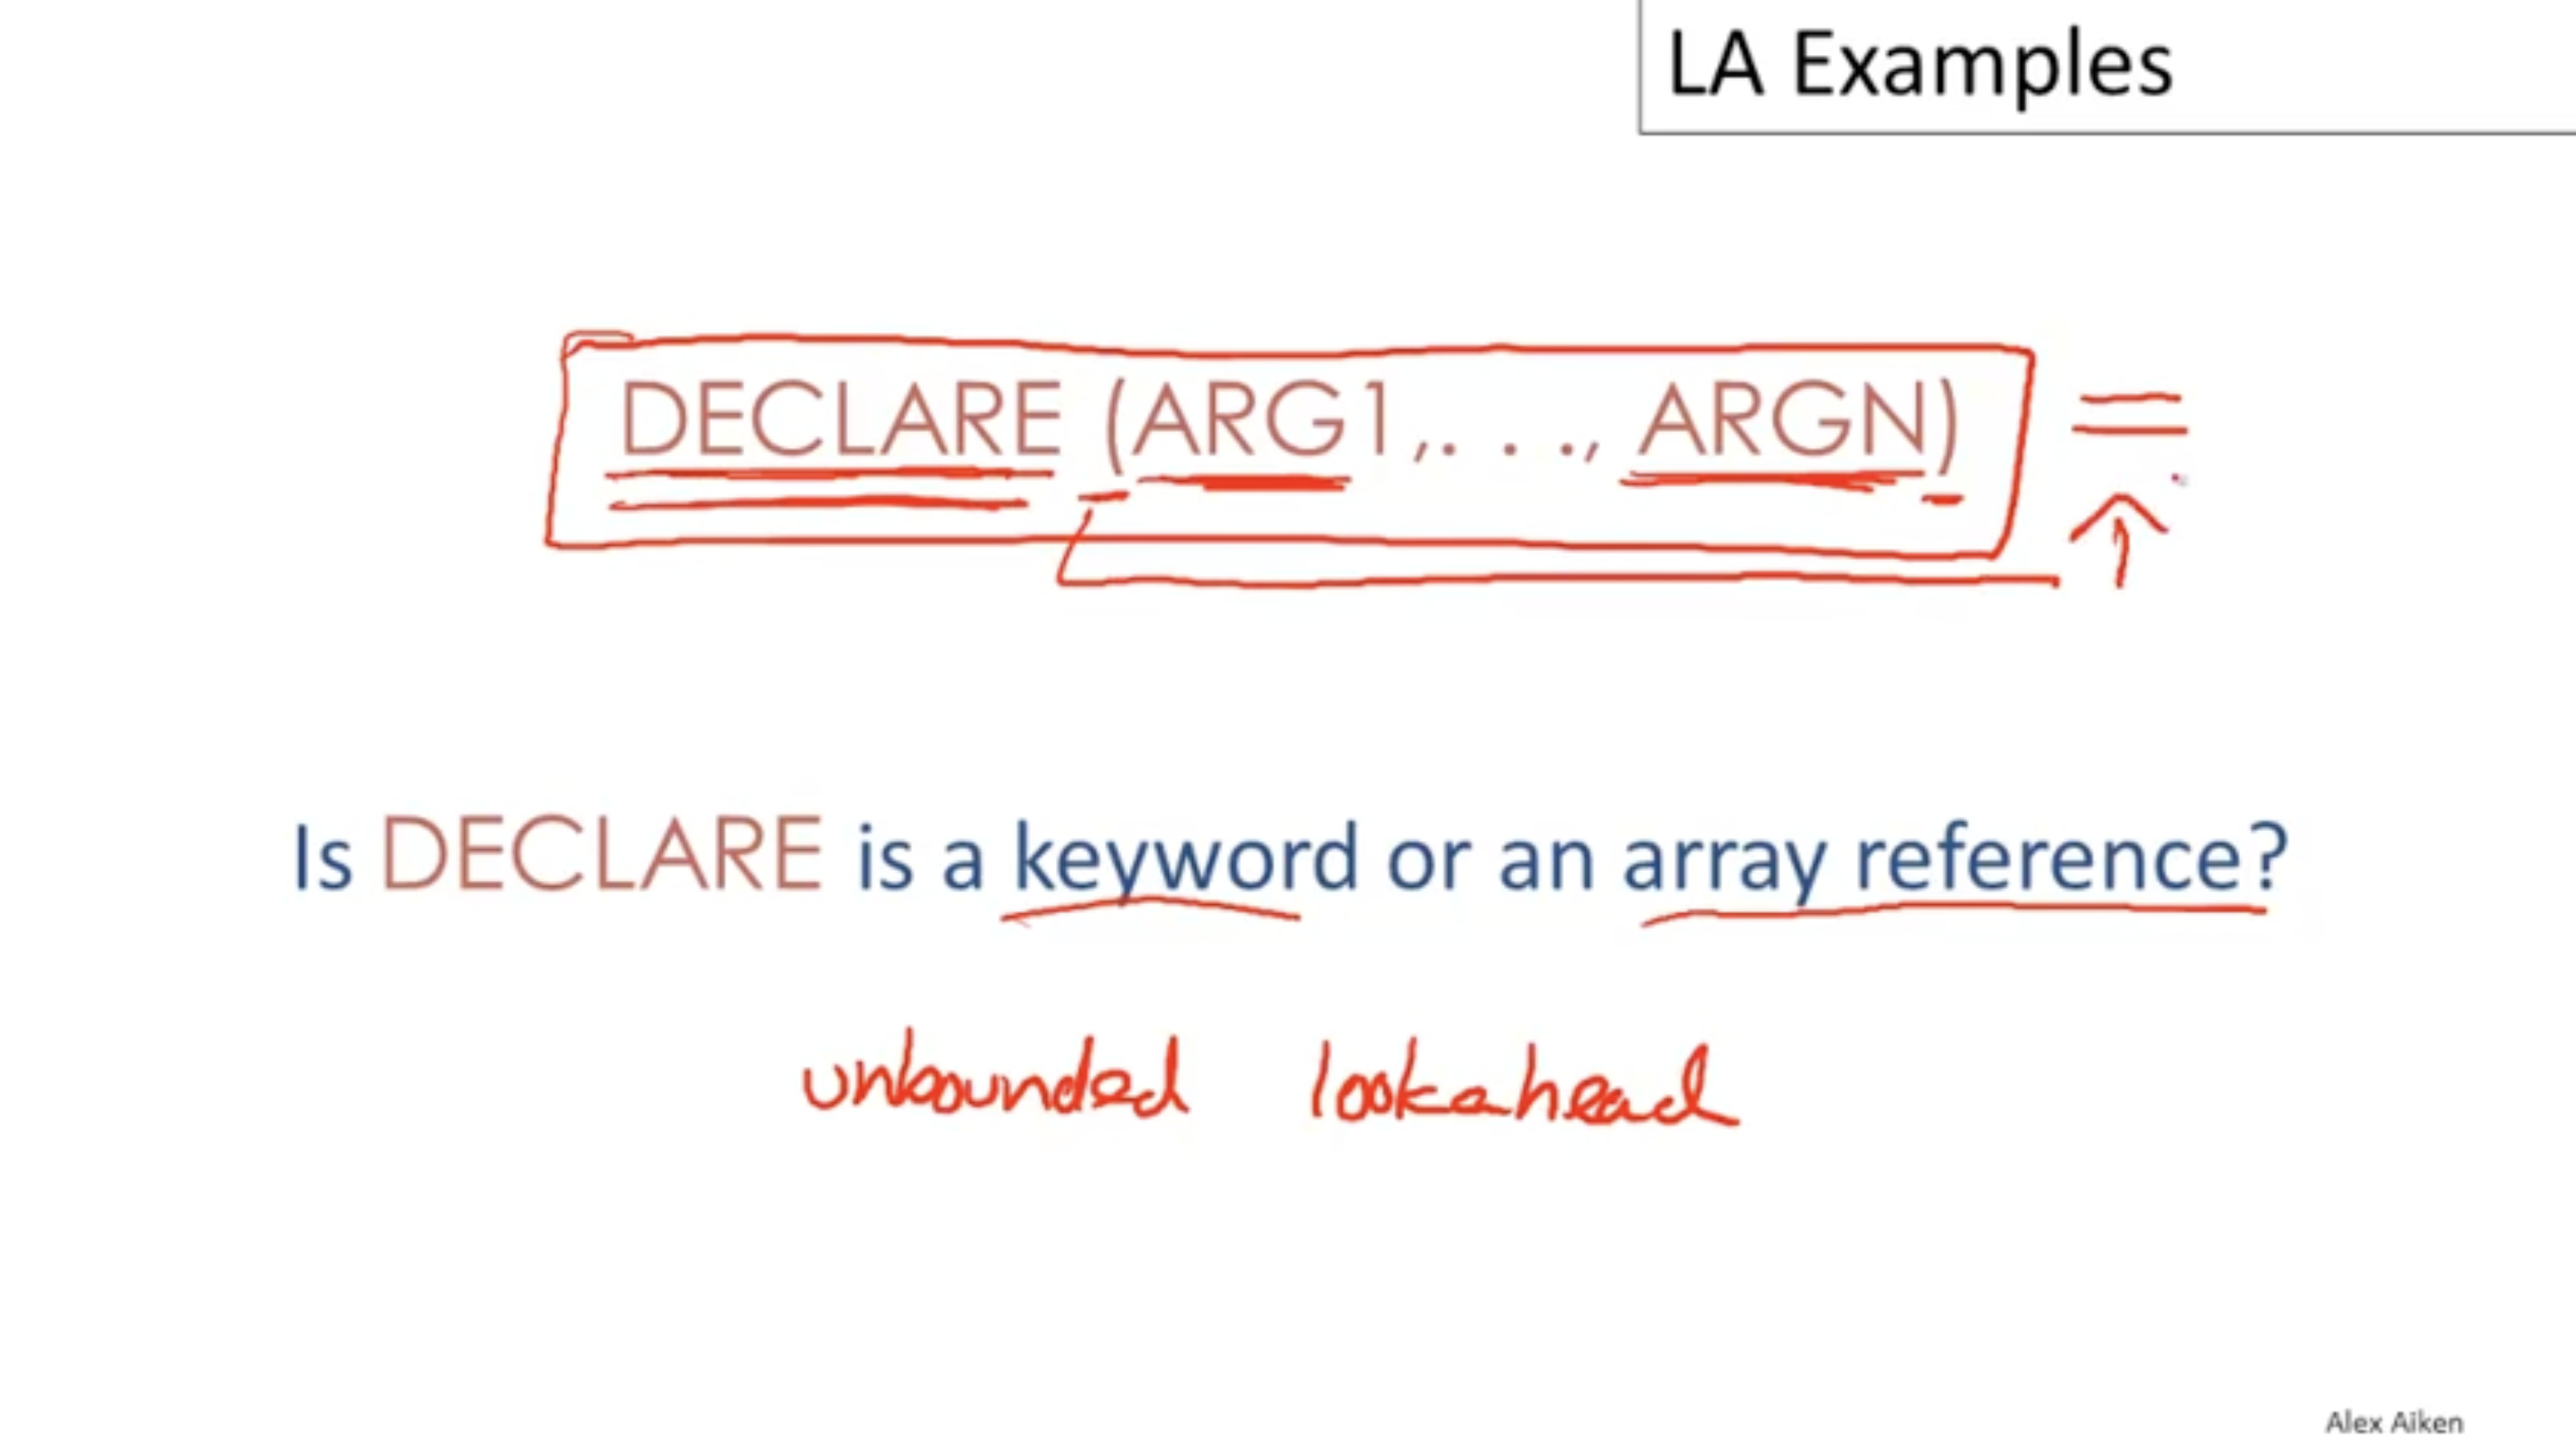 LA Examples
DECLARE (ARG1,. . ., ARGN) =
Is DECLARE is a keyword or an array reference?
unbounded lookahead
Alex Aiken